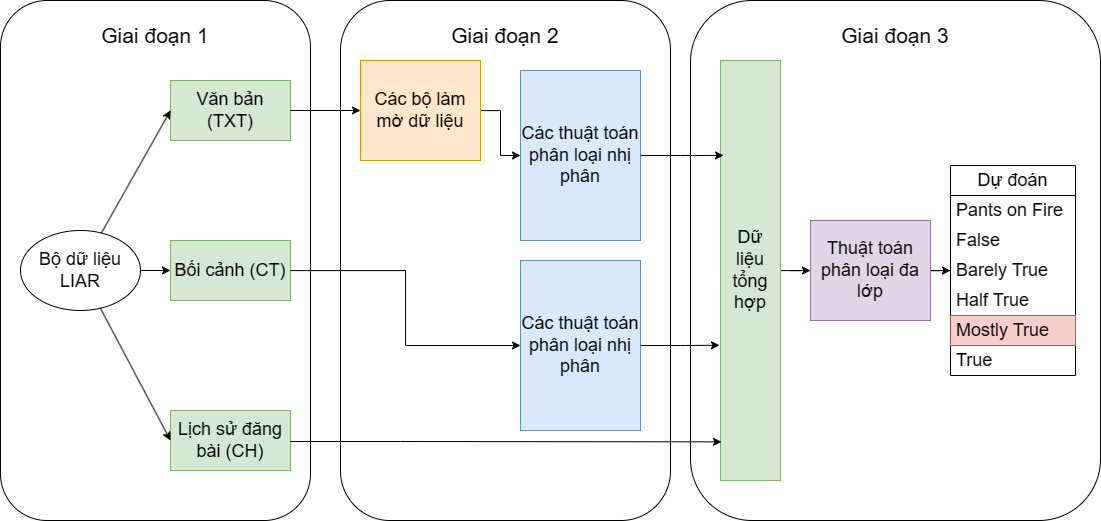 Giai đoạn 1
Giai đoạn 2
Giai đoạn 3
Văn bản
(TXT)
Bộ dữ liệu
LIAR
Bối cảnh (CT)
Lịch sử đăng
bài (CH)
Các bộ làm
mờ dữ liệu
Các thuật toán
phân loại nhị
phân
Các thuật toán
phân loại nhị
phân
Dữ
liệu
tổng
hợp
Thuật toán
phân loại đa
lớp
Dự đoán
Pants on Fire
False
Barely True
Half True
Mostly True
True